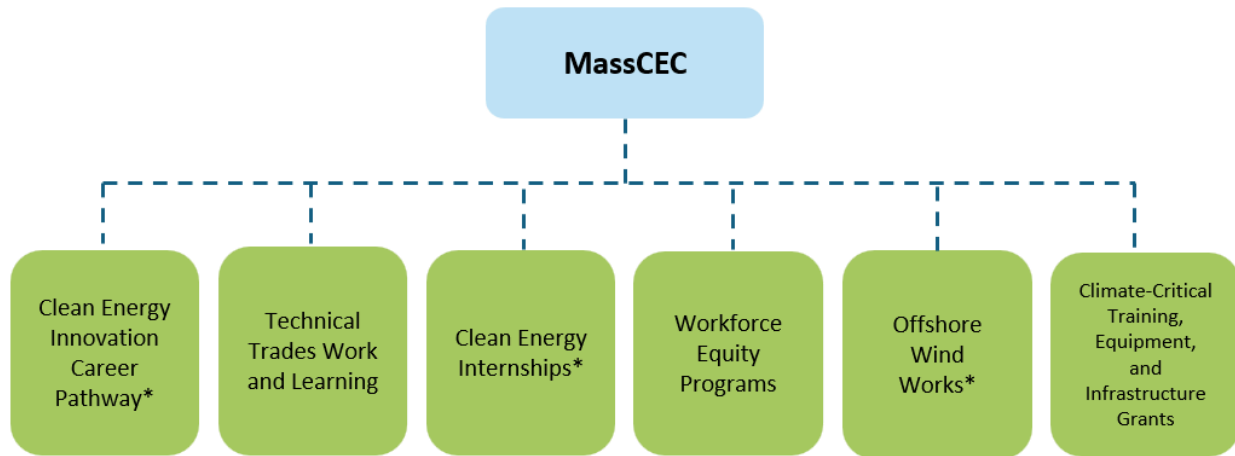 MassCEC
Clean Energy
Innovation
Career
Pathway*
Technical
Trades Work
and Learning
Clean Energy
Internships*
Workforce
Equity
Programs
Offshore
Wind
Works*
Climate-Critical
Training,
Equipment,
and
Infrastructure
Grants